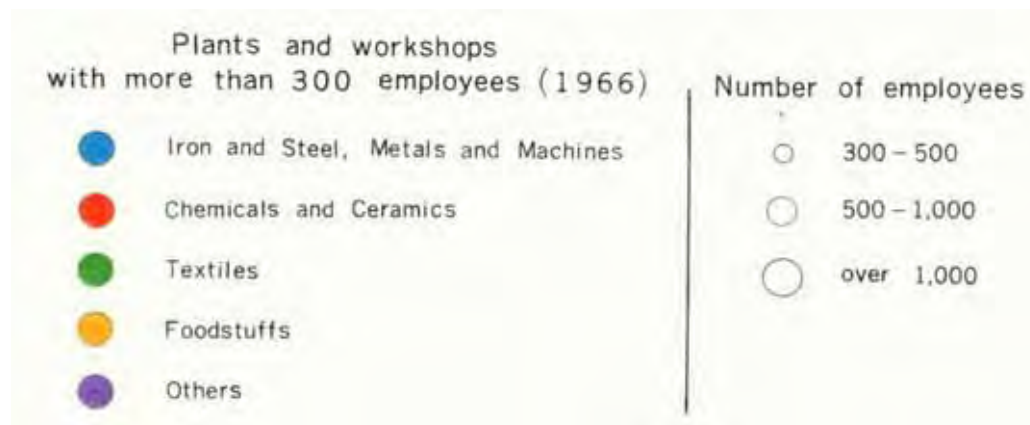 Plants and workshops
with more than 300 employees (1966)
Iron and Steel, Metals and Machines
Chemicals and Ceramics
Textiles
Foodstuffs
Others
Number of employees
300 – 500
500 – 1,000
over 1,000